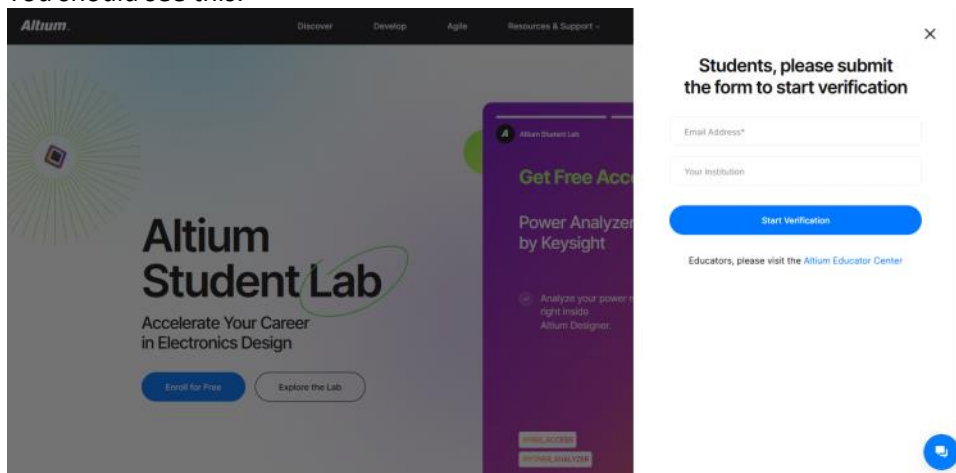 You should see this:
Altium.
Discover Develop Agile Resources & Support
Students, please submit
the form to start verification
Email Address*
Your Institution
Start Verification
Educators, please visit the Altium Educator Center
Altium
Student Lab
Accelerate Your Career
in Electronics Design
Enroll for Free
Explore the Lab
Altium Student Lab
Get Free Acc
Power Analyzer
by Keysight
Analyze your power
right inside
Altium Designer.
#FREE_ACCESS
#POWER_ANALYZER